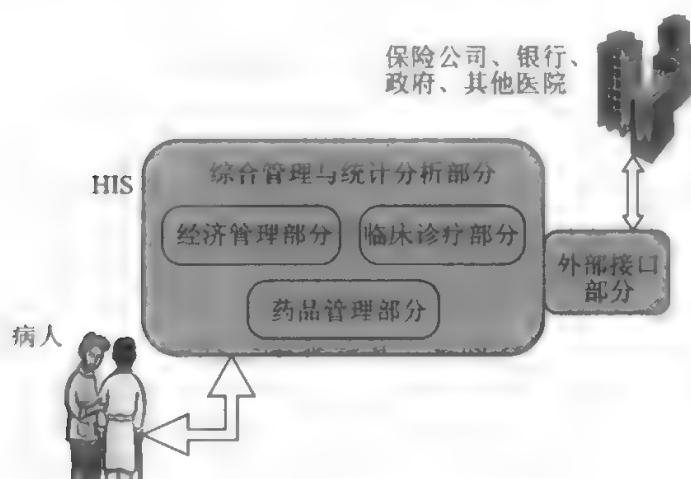 保险公司、银行、
政府、其他医院
HIS
综合管理与统计分析部分
经济管理部分
临床诊疗部分
外部接口
部分
药品管理部分
病人